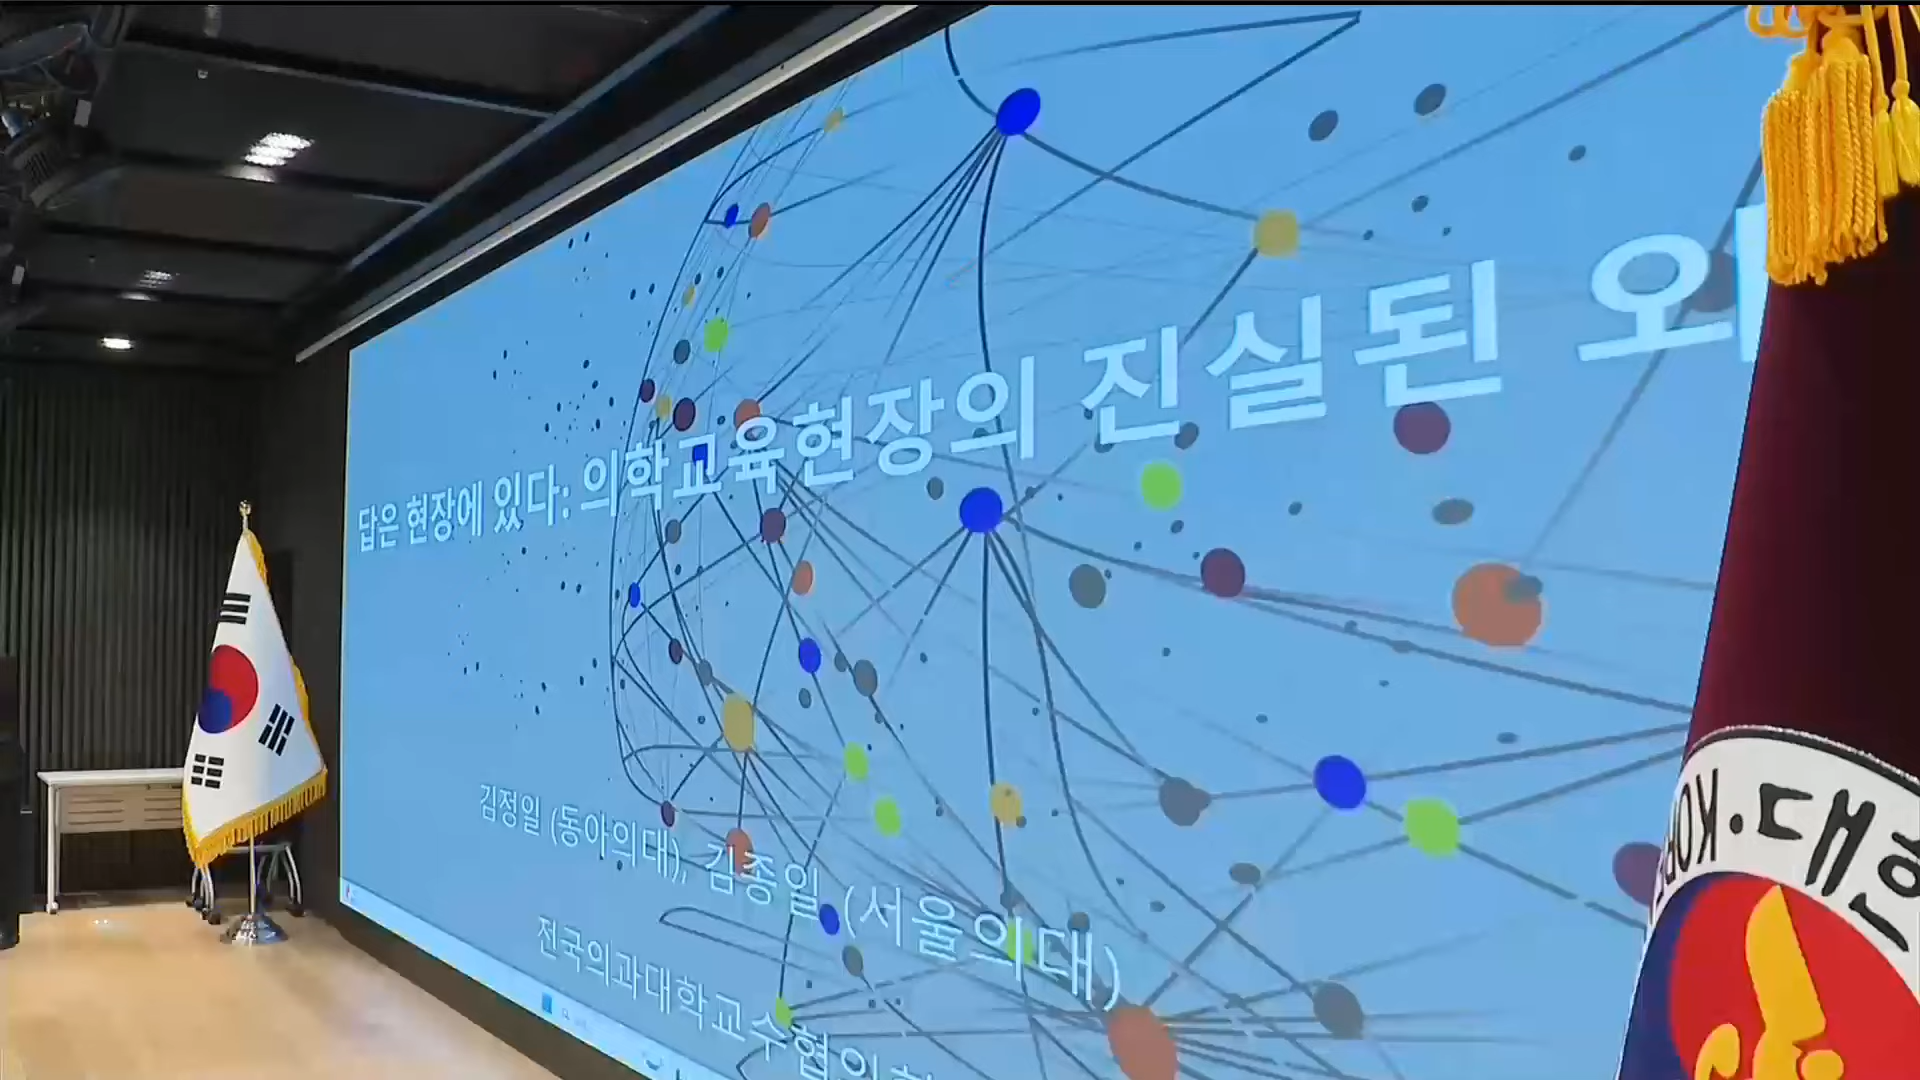 답은 현장에 있다: 의학교육현장의 진실된
김정일 (동아의대), 김종일 (서울의대)
전국의과대학교수협의회
KORE
대한